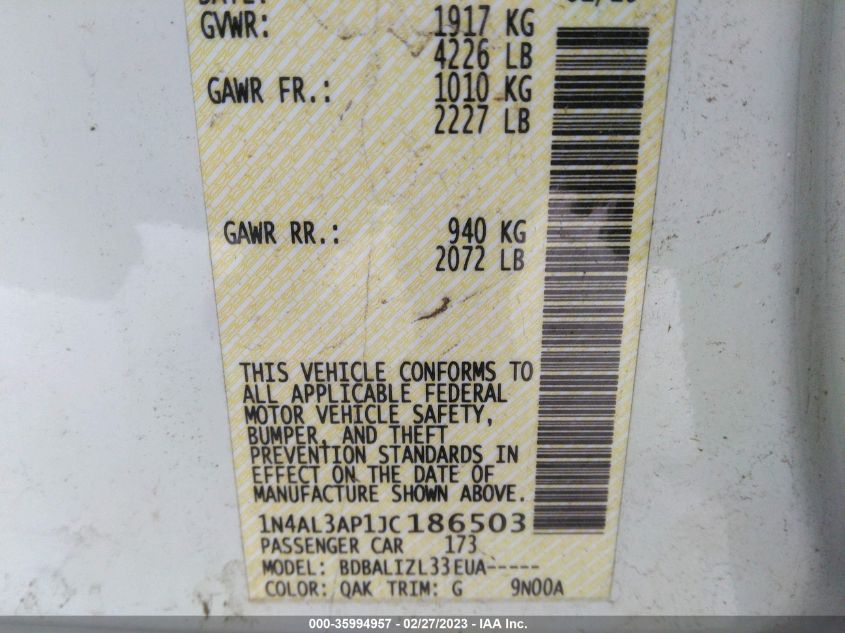 GVWR: 1917 KG
4226 LB
GAWR FR.: 1010 KG
2227 LB
GAWR RR.: 940 KG
2072 LB
THIS VEHICLE CONFORMS TO
ALL APPLICABLE FEDERAL
MOTOR VEHICLE SAFETY,
BUMPER, AND THEFT
PREVENTION STANDARDS IN
EFFECT ON THE DATE OF
MANUFACTURE SHOWN ABOVE.
1N4AL3AP1JC186503
PASSENGER CAR 173
MODEL: BDBALIZL33EUA-----
COLOR: QAK TRIM: G 9N00A
000-35994957 - 02/27/2023 - IAA Inc.